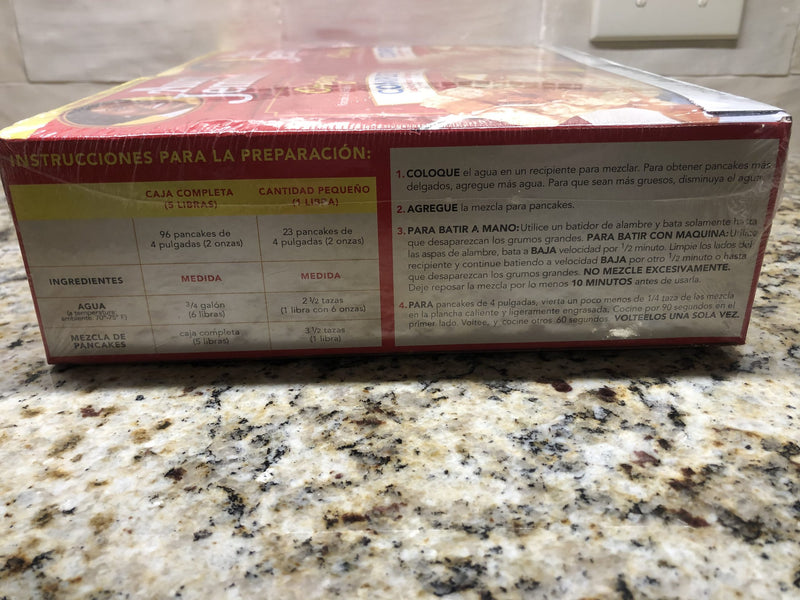 INSTRUCCIONES PARA LA PREPARACIÓN:
CAJA COMPLETA
(5 LIBRAS)
CANTIDAD PEQUEÑO
(1 LIBRA)
96 pancakes de
4 pulgadas (2 onzas)
23 pancakes de
4 pulgadas (2 onzas)
INGREDIENTES
MEDIDA
MEDIDA
AGUA
(a temperatura
ambiente 70°-75° F)
3/4 galón
(6 libras)
2 1/2 tazas
(1 libra con 6 onzas)
MEZCLA DE
PANCAKES
caja completa
(5 libras)
3 1/2 tazas
(1 libra)
1. COLOQUE el agua en un recipiente para mezclar. Para obtener pancakes más
delgados, agregue más agua. Para que sean más gruesos, disminuya el agua.
2. AGREGUE la mezcla para pancakes.
3. PARA BATIR A MANO: Utilice un batidor de alambre y bata solamente hasta
que desaparezcan los grumos grandes. PARA BATIR CON MAQUINA: Utilice
las aspas de alambre, bata a BAJA velocidad por 1/2 minuto. Limpie los lados del
recipiente y continue batiendo a velocidad BAJA por otro 1/2 minuto o hasta
que desaparezcan los grumos grandes. NO MEZCLE EXCESIVAMENTE.
Deje reposar la mezcla por lo menos 10 MINUTOS antes de usarla.
4. PARA pancakes de 4 pulgadas, vierta un poco menos de 1/4 taza de la mezcla
en la plancha caliente y ligeramente engrasada. Cocine por 90 segundos en el
primer lado. Voltee, y cocine otros 60 segundos. VOLTEELOS UNA SOLA VEZ.